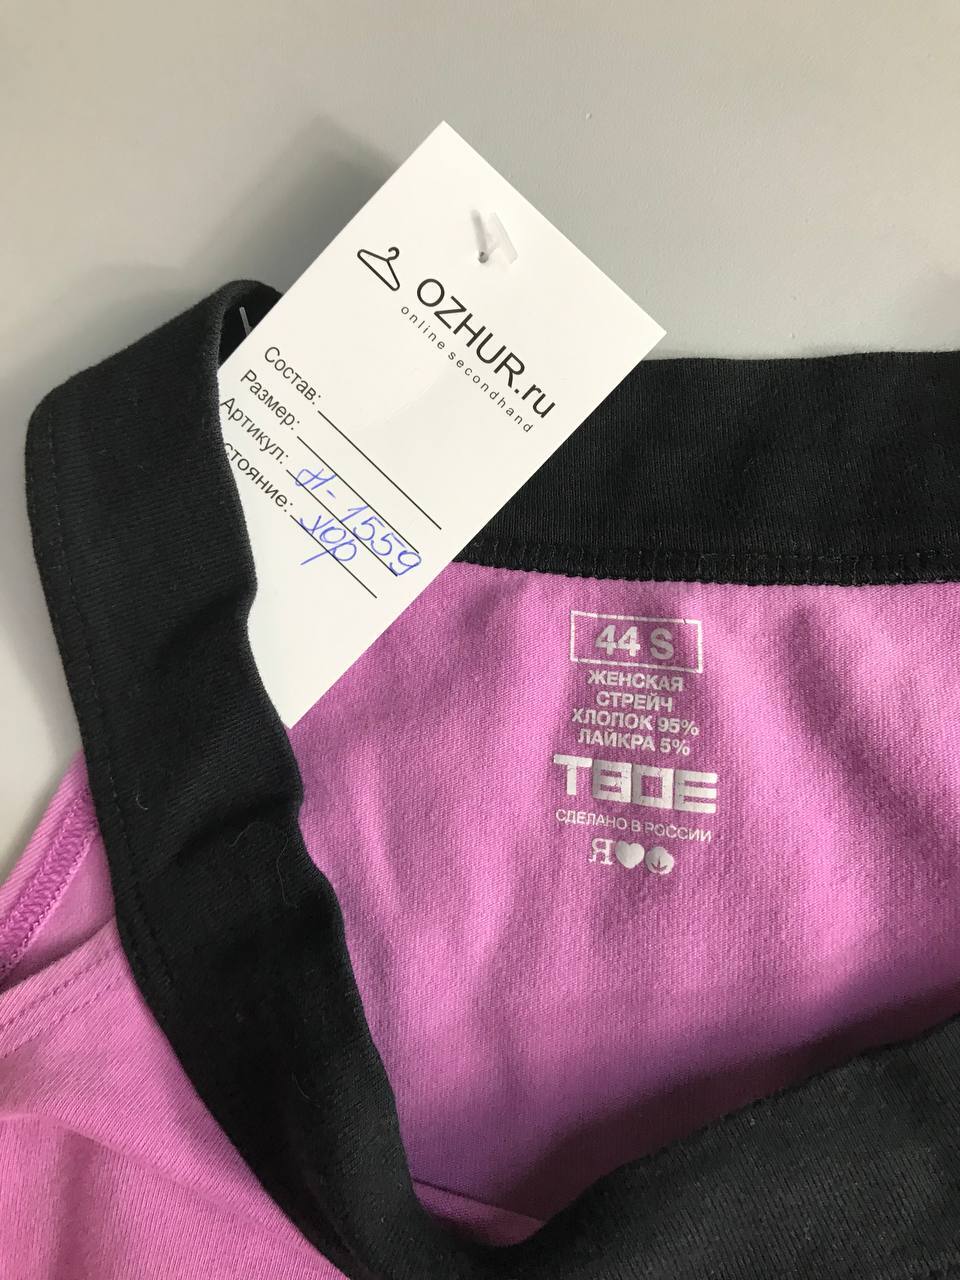 OZHUR.ru
online secondhand
Состав:
Размер:
Артикул: Н-1559
стояние: хор
44 S
ЖЕНСКАЯ
СТРЕЙЧ
ХЛОПОК 95%
ЛАЙКРА 5%
ТВОЕ
СДЕЛАНО В РОССИИ
Я